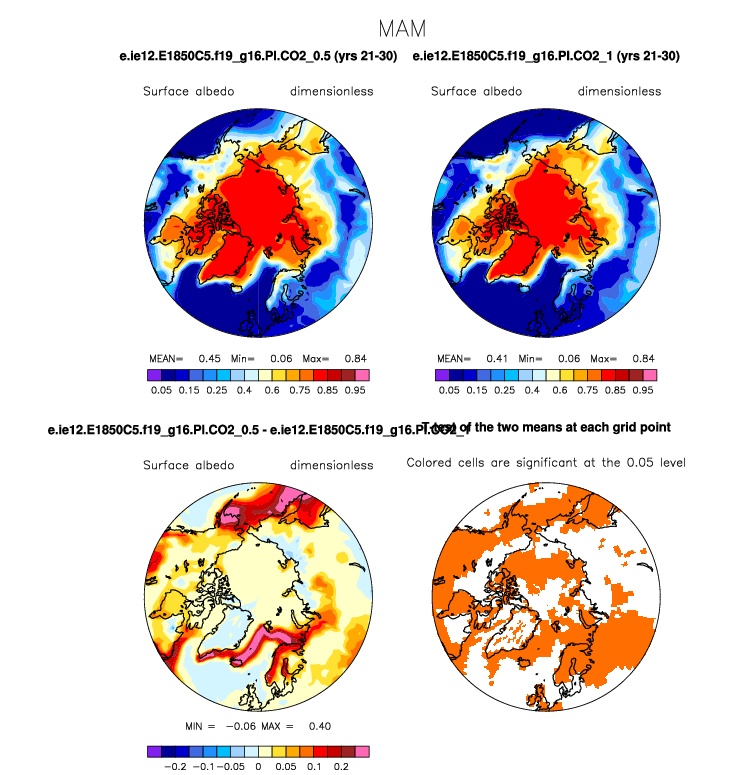 MAM
e.ie12.E1850C5.f19_g16.PI.CO2_0.5 (yrs 21-30) e.ie12.E1850C5.f19_g16.PI.CO2_1 (yrs 21-30)
Surface albedo dimensionless Surface albedo dimensionless
MEAN= 0.45 Min= 0.06 Max= 0.84 MEAN= 0.41 Min= 0.06 Max= 0.84
0.05 0.15 0.25 0.4 0.6 0.75 0.85 0.95 0.05 0.15 0.25 0.4 0.6 0.75 0.85 0.95
e.ie12.E1850C5.f19_g16.PI.CO2_0.5 - e.ie12.E1850C5.f19_g16.PI.CO2_1 T-test of the two means at each grid point
Surface albedo dimensionless Colored cells are significant at the 0.05 level
MIN = -0.06 MAX = 0.40
-0.2 -0.1 -0.05 0 0.05 0.1 0.2